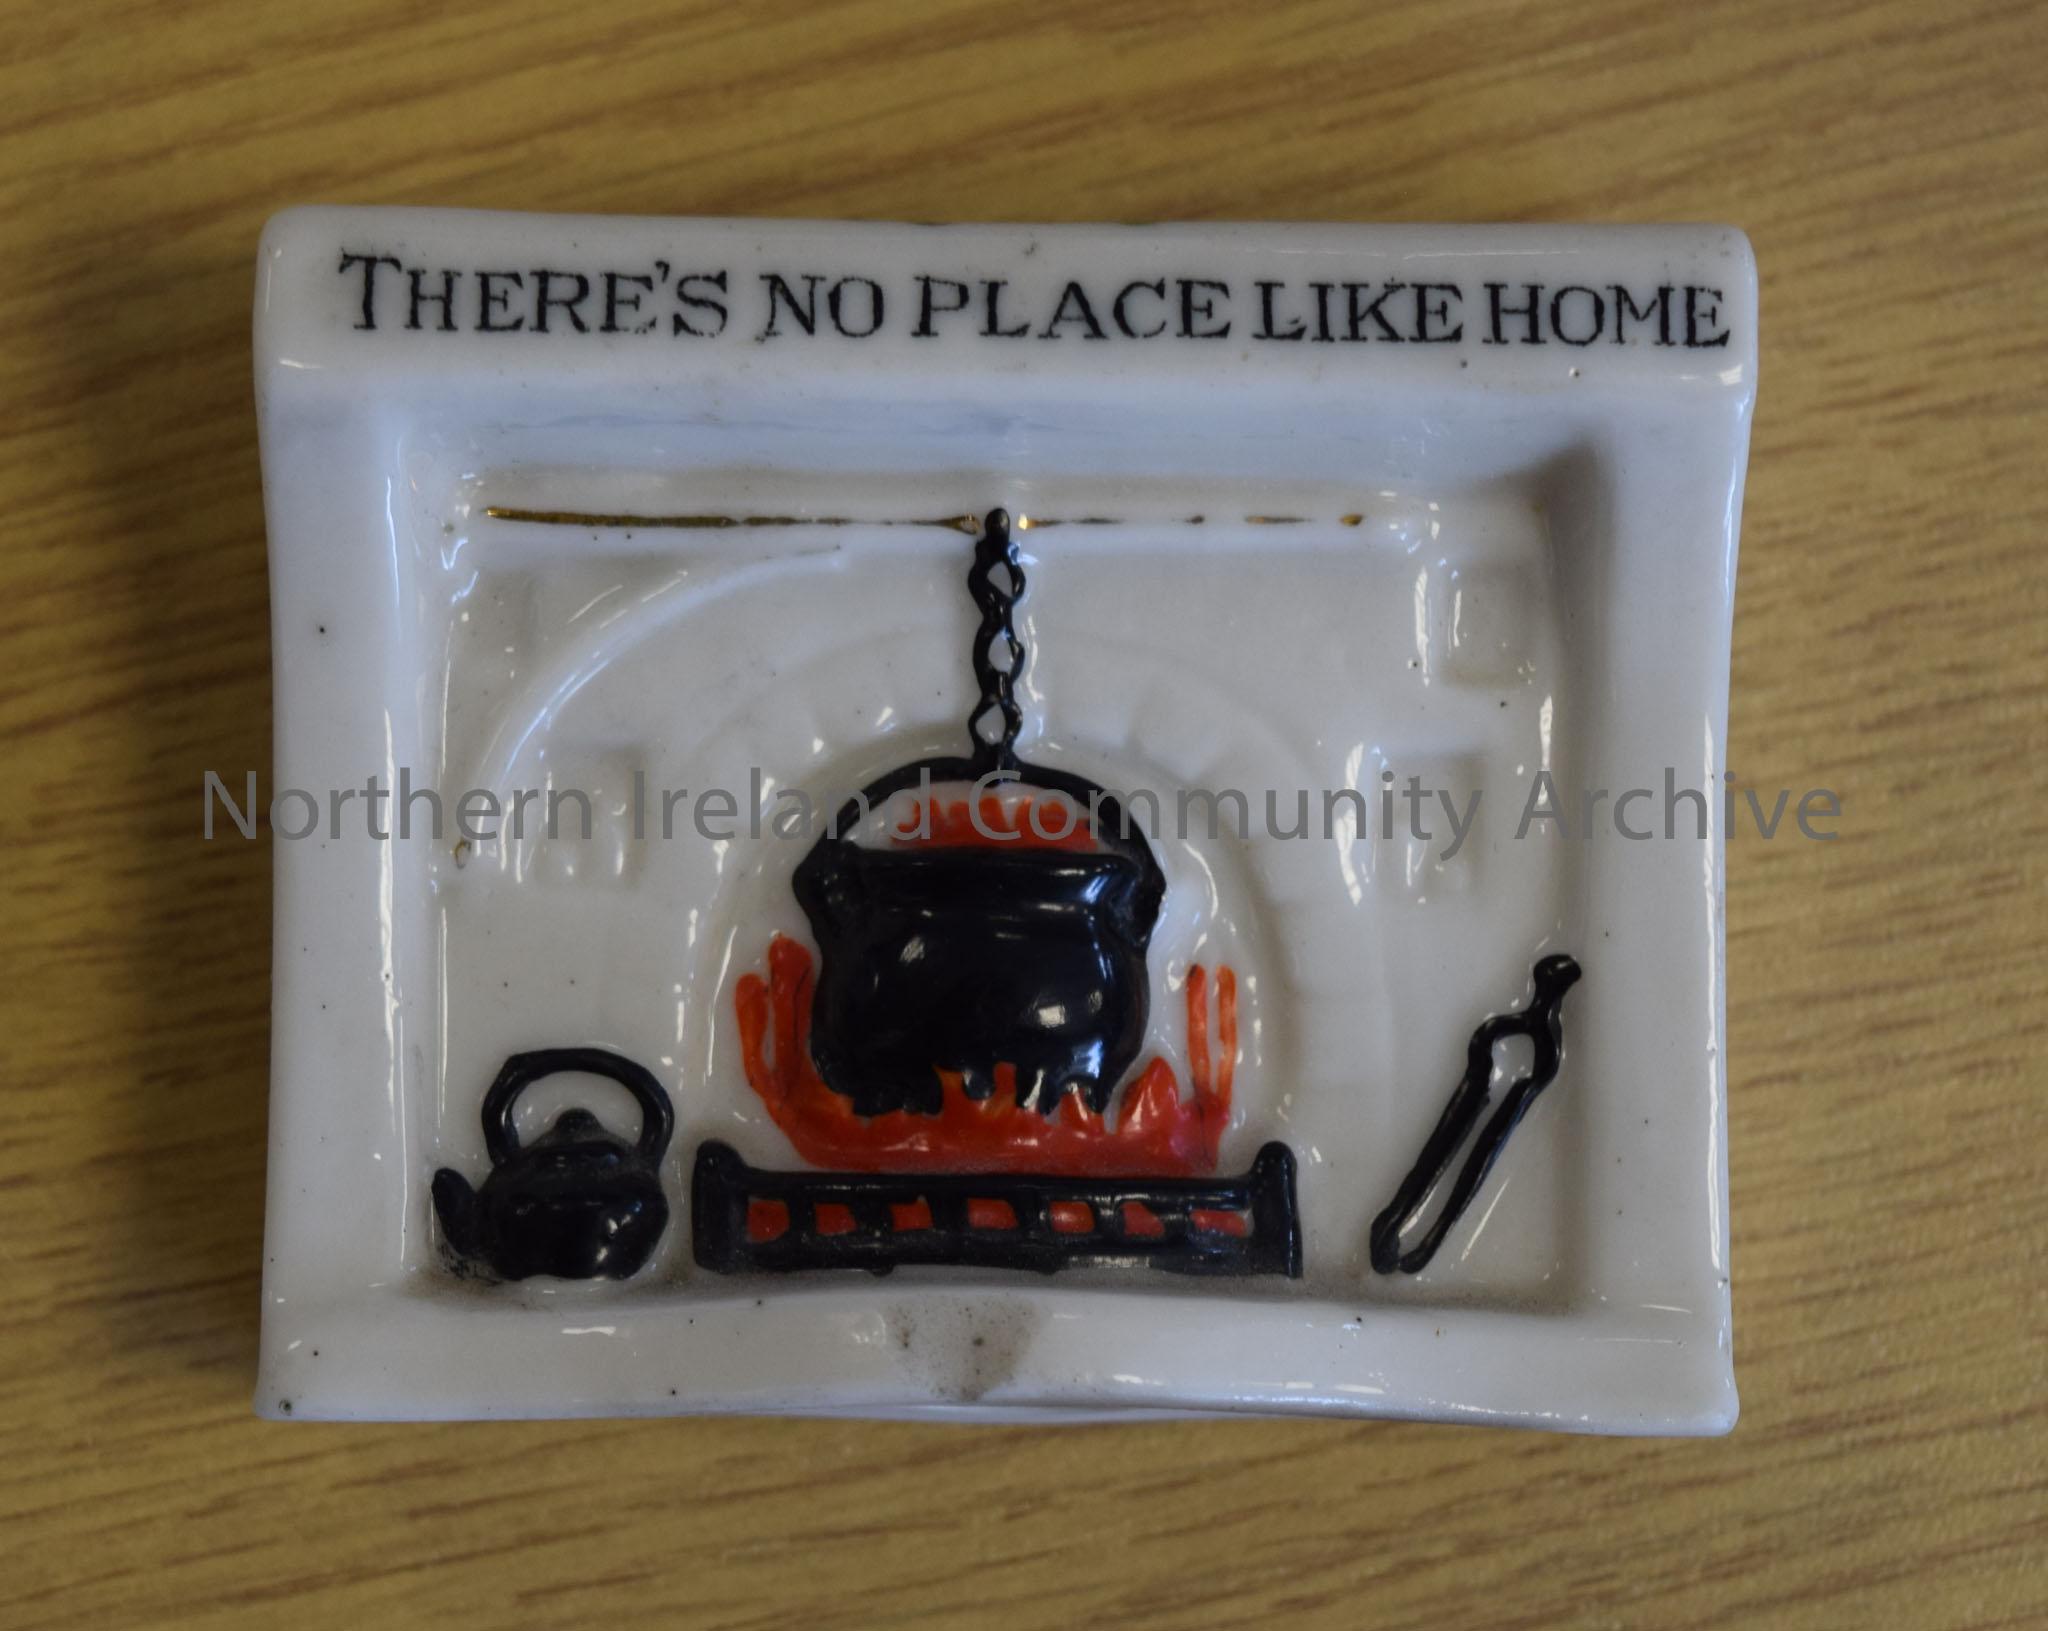 THERE'S NO PLACE LIKE HOME
Northern Ireland Community Archive